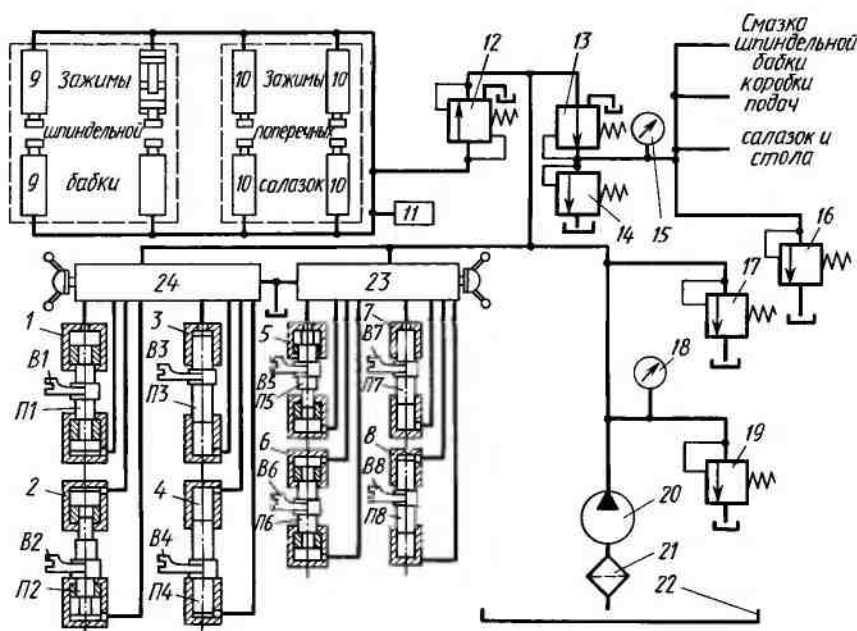 12
13
Смазка
шпиндельной
бабки
коробки
подач
салазок и
стола
9
Зажимы
10
Зажимы
10
шпиндельной
поперечных
9
бабки
10
салазок
10
11
14
15
16
24
23
17
1
3
5
7
В1
В3
В5
В7
18
П1
П3
П5
П7
2
4
6
8
19
В2
В4
В6
В8
20
П2
П4
П6
П8
21
22